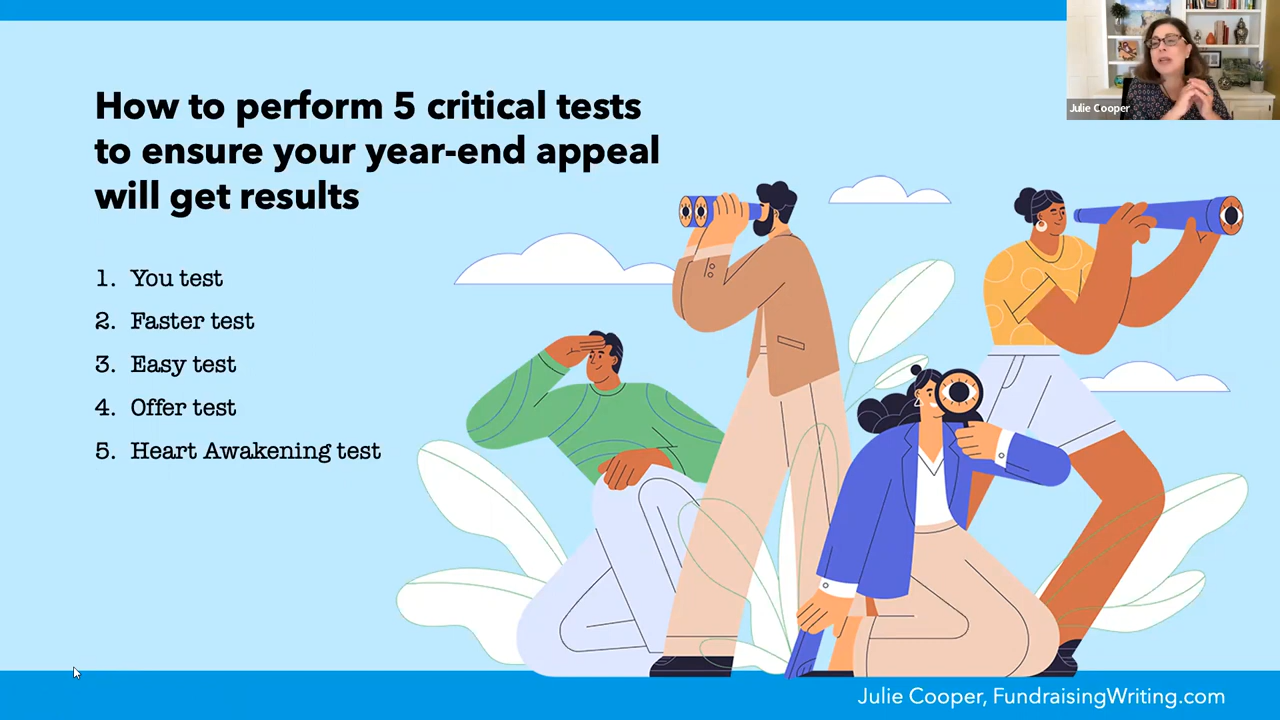 How to perform 5 critical tests
to ensure your year-end appeal
will get results
1. You test
2. Faster test
3. Easy test
4. Offer test
5. Heart Awakening test
Julie Cooper
Julie Cooper, FundraisingWriting.com